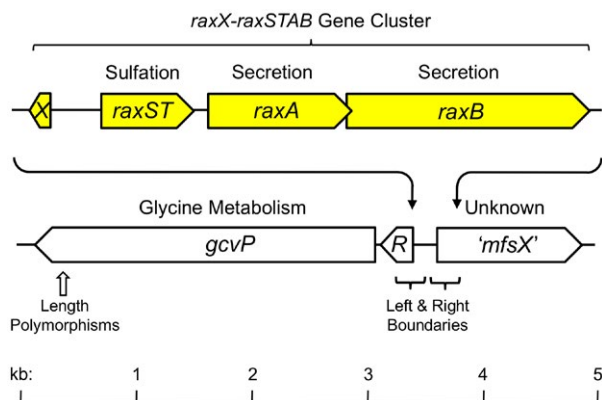 raxX-raxSTAB Gene Cluster
Sulfation Secretion Secretion
X raxST raxA raxB
Glycine Metabolism Unknown
gcvP R ‘mfsX’
Length
Polymorphisms
Left & Right
Boundaries
kb: 1 2 3 4 5